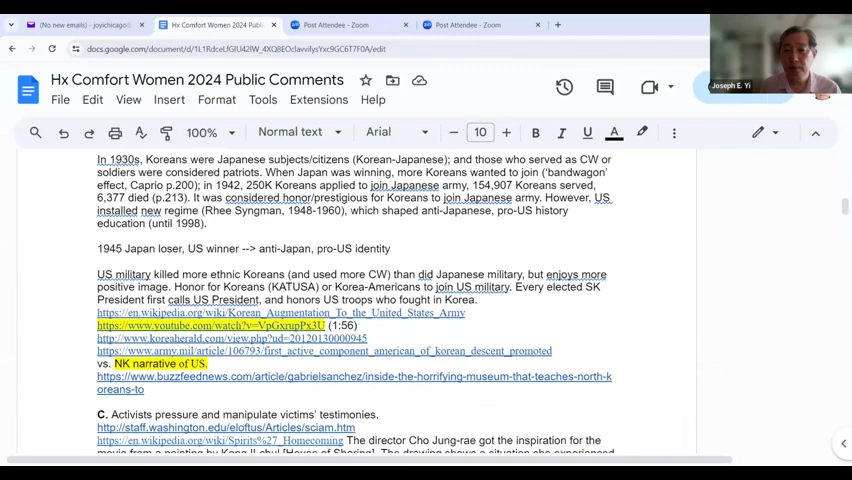 (No new emails) - joyichicago@
Hx Comfort Women 2024 Publi
Post Attendee - Zoom
Post Attendee - Zoom
docs.google.com/document/d/1L1RdceLfGIU42IW_4XQ8EOclavvilysYxc9GC6T7F0A/edit
Joseph E. Yi
Hx Comfort Women 2024 Public Comments
File Edit View Insert Format Tools Extensions Help
100% Normal text Arial 10 B I U A
In 1930s, Koreans were Japanese subjects/citizens (Korean-Japanese); and those who served as CW or
soldiers were considered patriots. When Japan was winning, more Koreans wanted to join ('bandwagon'
effect, Caprio p.200); in 1942, 250K Koreans applied to join Japanese army, 154,907 Koreans served,
6,377 died (p.213). It was considered honor/prestigious for Koreans to join Japanese army. However, US
installed new regime (Rhee Syngman, 1948-1960), which shaped anti-Japanese, pro-US history
education (until 1998).
1945 Japan loser, US winner --> anti-Japan, pro-US identity
US military killed more ethnic Koreans (and used more CW) than did Japanese military, but enjoys more
positive image. Honor for Koreans (KATUSA) or Korea-Americans to join US military. Every elected SK
President first calls US President, and honors US troops who fought in Korea.
https://en.wikipedia.org/wiki/Korean_Augmentation_To_the_United_States_Army
https://www.youtube.com/watch?v=VpGxrupPx3U (1:56)
http://www.koreaherald.com/view.php?ud=20120130000945
https://www.army.mil/article/106793/first_active_component_american_of_korean_descent_promoted
vs. NK narrative of US.
https://www.buzzfeednews.com/article/gabrielsanchez/inside-the-horrifying-museum-that-teaches-north-k
oreans-to
C. Activists pressure and manipulate victims' testimonies.
http://staff.washington.edu/eloftus/Articles/sciam.htm
https://en.wikipedia.org/wiki/Spirits%27_Homecoming The director Cho Jung-rae got the inspiration for the